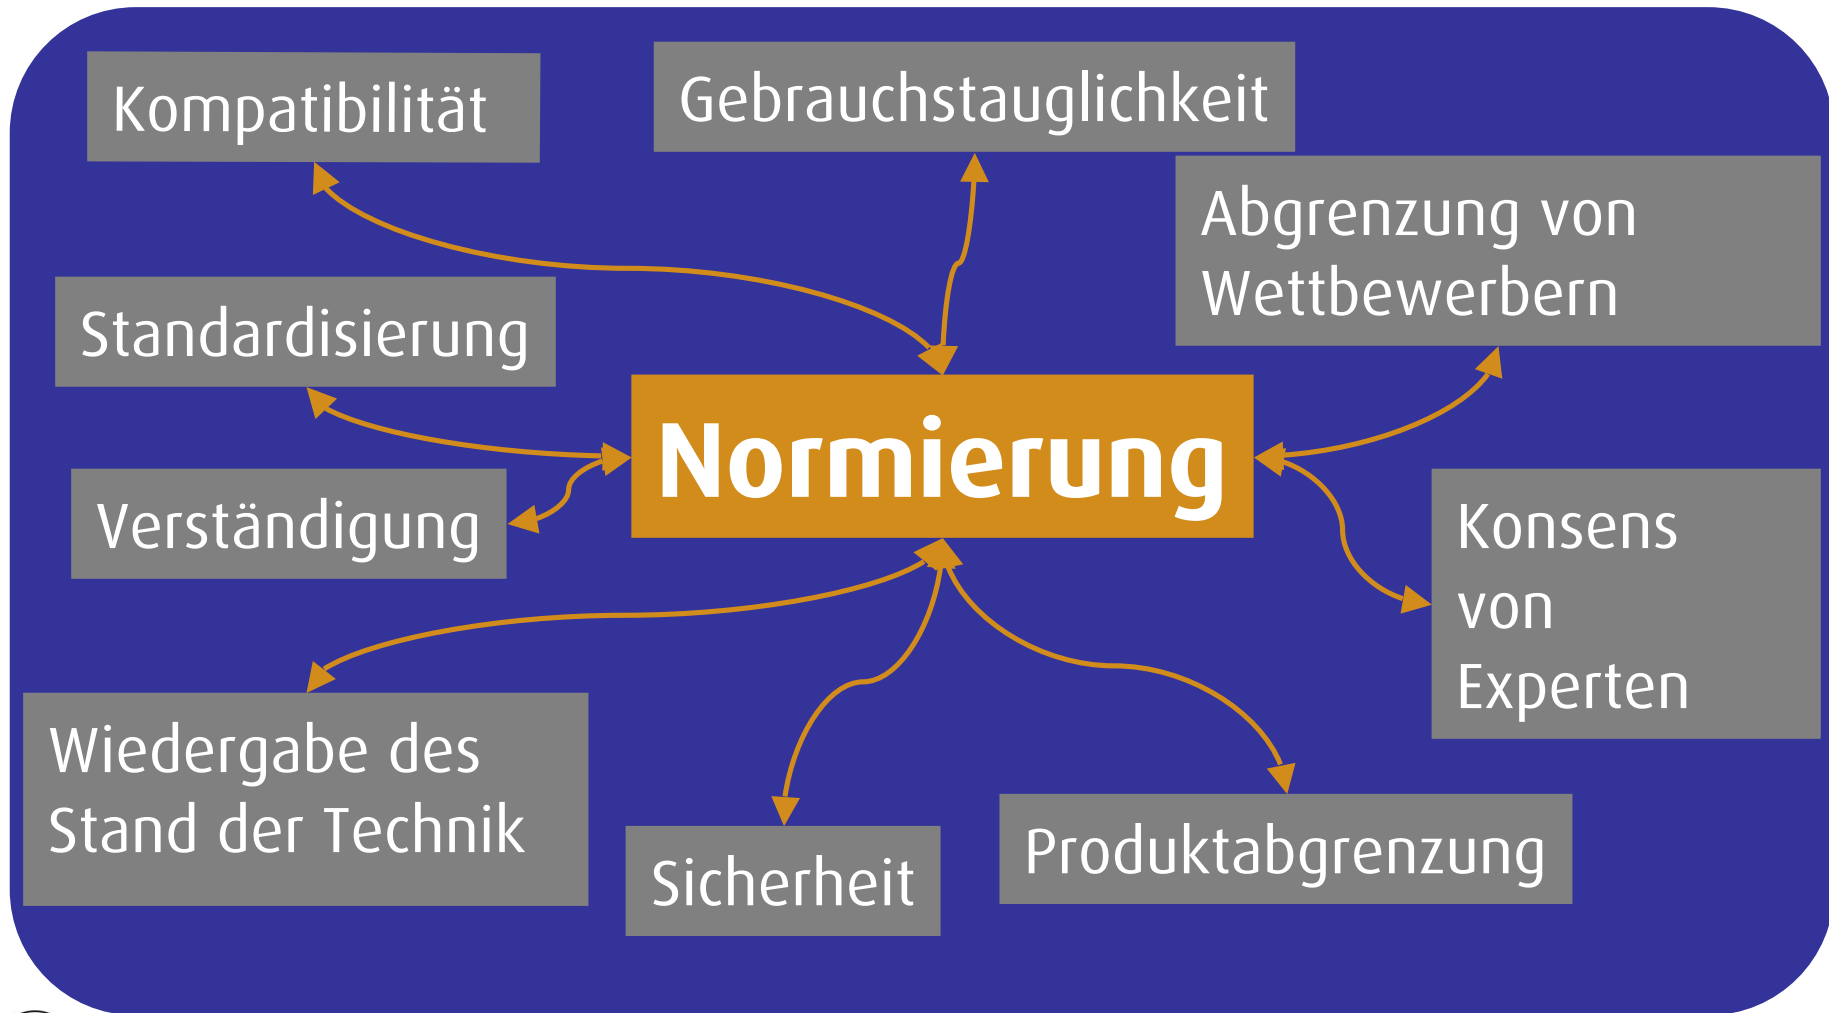 Kompatibilität
Gebrauchstauglichkeit
Abgrenzung von
Wettbewerbern
Standardisierung
Normierung
Verständigung
Konsens
von
Experten
Wiedergabe des
Stand der Technik
Sicherheit
Produktabgrenzung